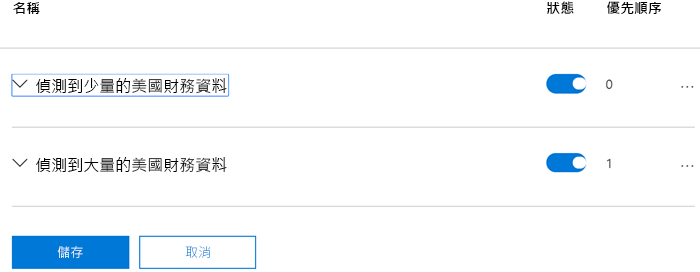 名稱 狀態 優先順序
偵測到少量的美國財務資料 0 ...
偵測到大量的美國財務資料 1 ...
儲存 取消